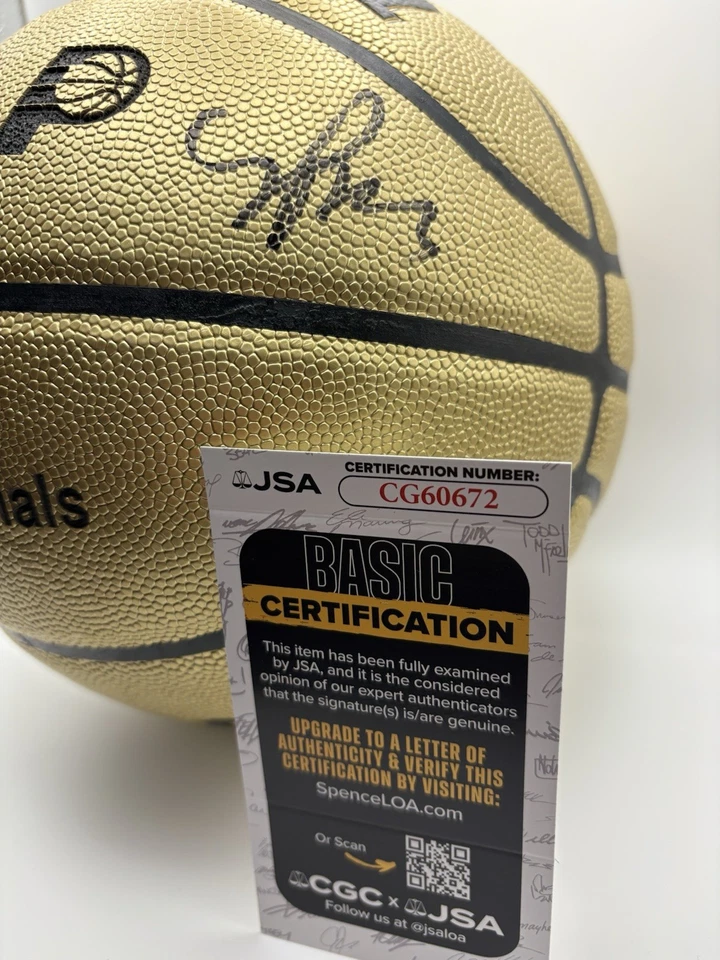 P
ials
JSA
CERTIFICATION NUMBER:
CG60672
BASIC
CERTIFICATION
This item has been fully examined
by JSA, and it is the considered
opinion of our expert authenticators
that the signature(s) is/are genuine.
UPGRADE TO A LETTER OF
AUTHENTICITY & VERIFY THIS
CERTIFICATION BY VISITING:
SpenceLOA.com
Or Scan
CGC x JSA
Follow us at @jsaloa